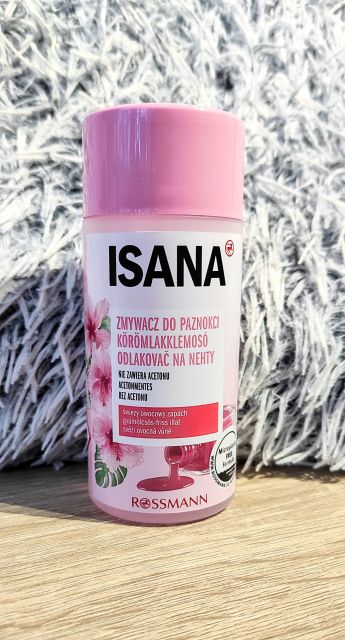 ISANA
ZMYWACZ DO PAZNOKCI
KÖRÖMLAKKLEMOSÓ
ODLAKOVAČ NA NEHTY
NIE ZAWIERA ACETONU
ACETONMENTES
BEZ ACETONU
świeży owocowy zapach
gyümölcsös-friss illat
svěží ovocná vůně
ROSSMANN